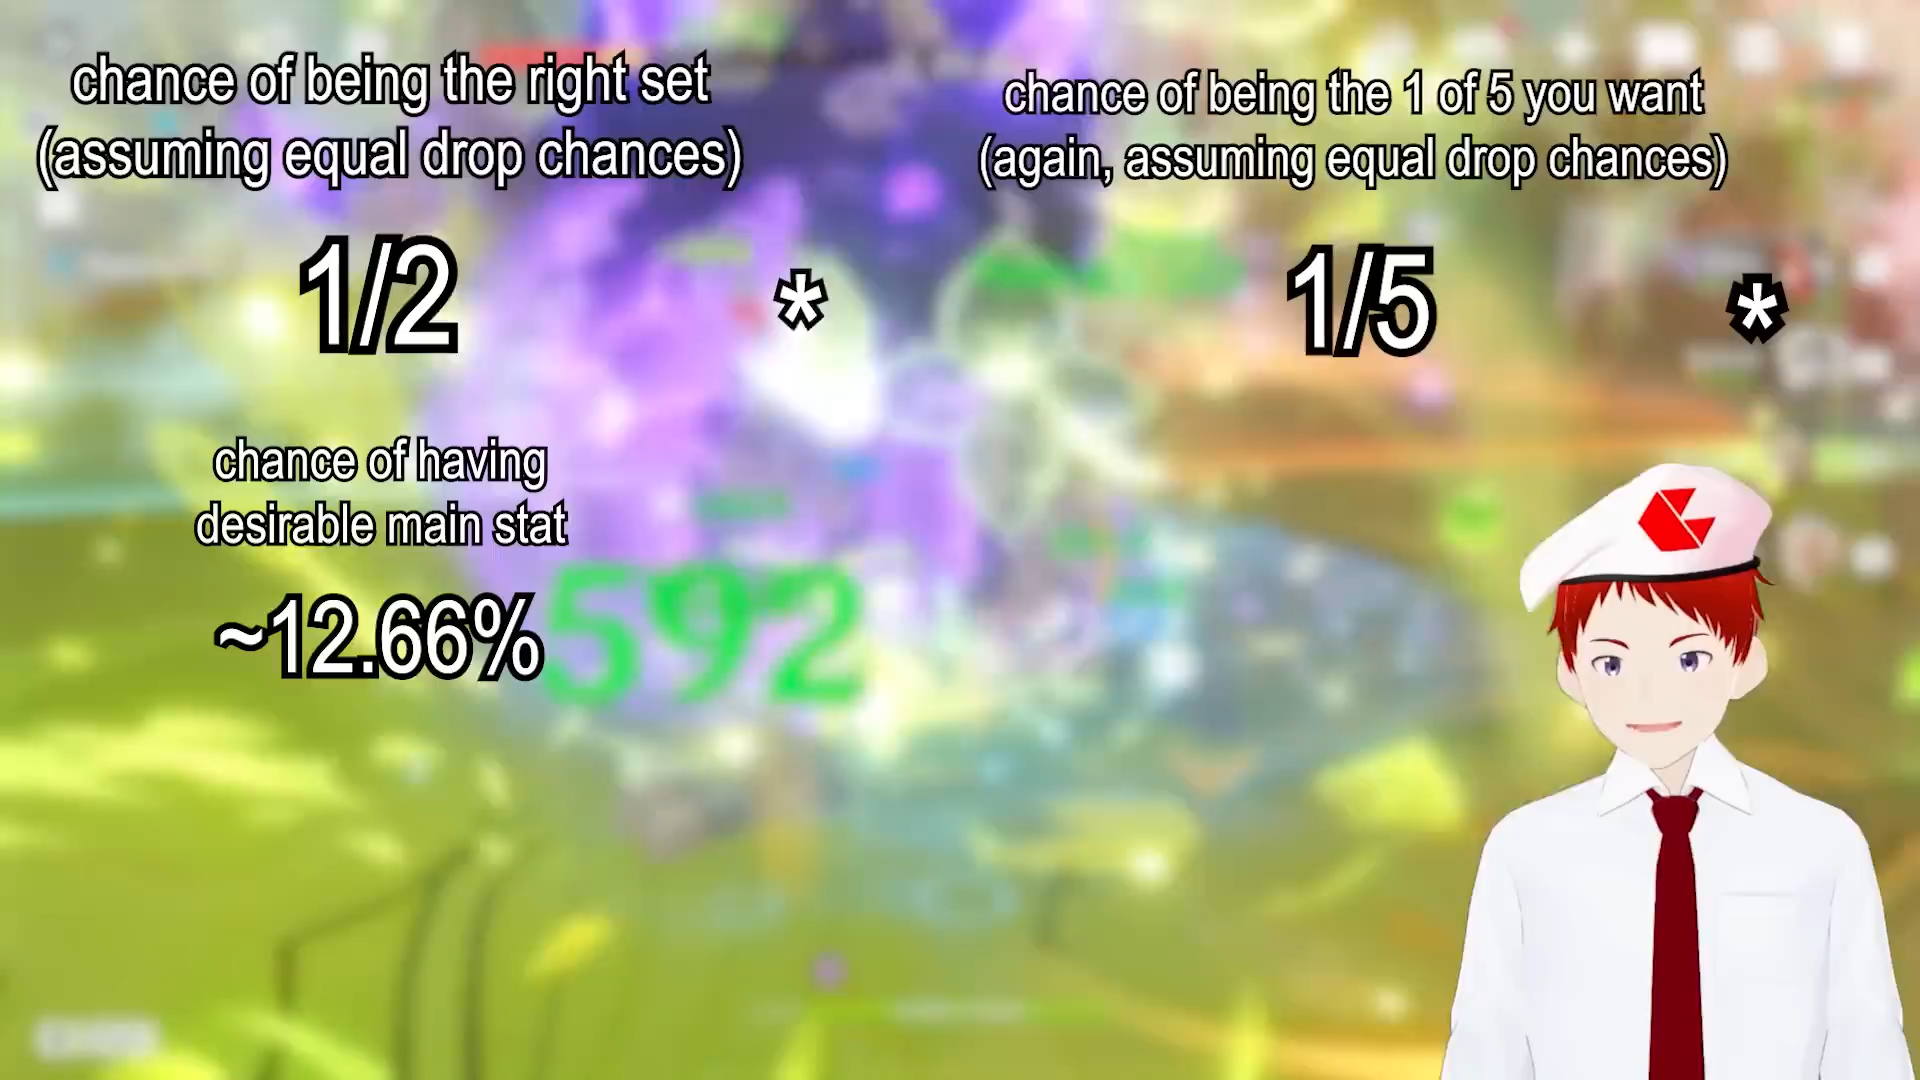 chance of being the right set
(assuming equal drop chances)
1/2
*
chance of being the 1 of 5 you want
(again, assuming equal drop chances)
1/5
*
chance of having
desirable main stat
~12.66%
592